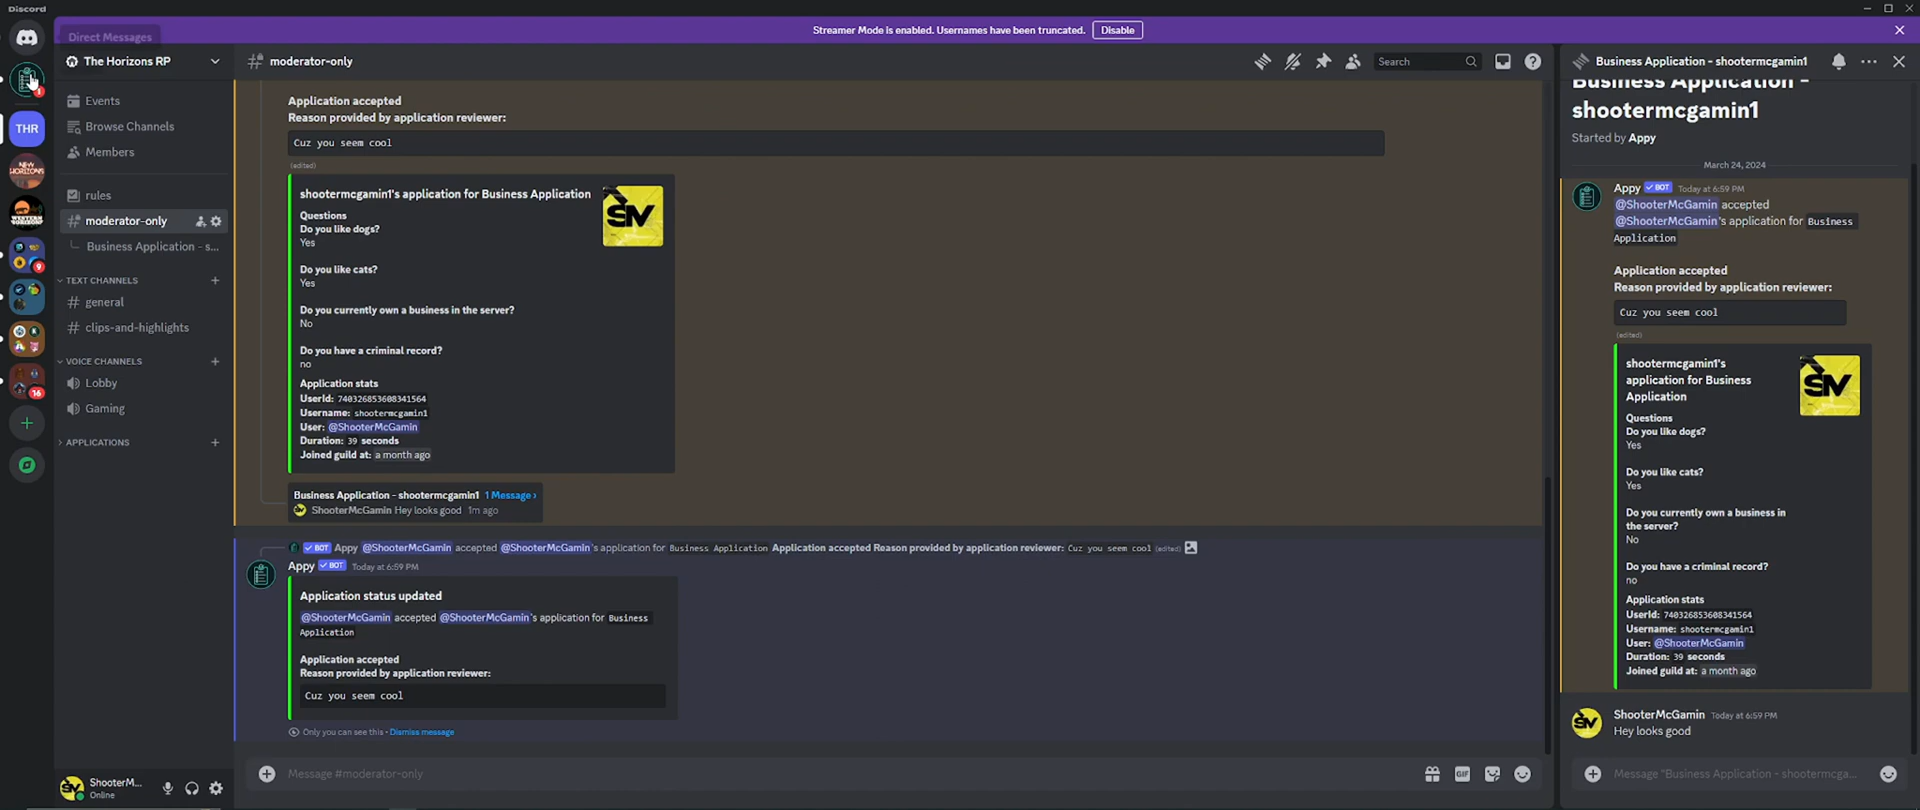 Discord
Streamer Mode is enabled. Usernames have been truncated. Disable
Direct Messages
The Horizons RP
Events
Browse Channels
Members
rules
moderator-only
Business Application - s...
TEXT CHANNELS
general
clips-and-highlights
VOICE CHANNELS
Lobby
Gaming
APPLICATIONS
THR
NEW HORIZONS
1
9
16
ShooterM...
Online
moderator-only
Search
Application accepted
Reason provided by application reviewer:
Cuz you seem cool
(edited)
shootermcgamin1's application for Business Application
SM
Questions
Do you like dogs?
Yes
Do you like cats?
Yes
Do you currently own a business in the server?
No
Do you have a criminal record?
no
Application stats
UserId: 740326853608341564
Username: shootermcgamin1
User: @ShooterMcGamin
Duration: 39 seconds
Joined guild at: a month ago
Business Application - shootermcgamin1 1 Message ›
ShooterMcGamin Hey looks good 1m ago
BOT Appy @ShooterMcGamin accepted @ShooterMcGamin's application for Business Application Application accepted Reason provided by application reviewer: Cuz you seem cool (edited)
Appy BOT Today at 6:59 PM
Application status updated
@ShooterMcGamin accepted @ShooterMcGamin's application for Business
Application
Application accepted
Reason provided by application reviewer:
Cuz you seem cool
Only you can see this • Dismiss message
Message #moderator-only
GIF
Business Application - shootermcgamin1
Business Application -
shootermcgamin1
Started by Appy
March 24, 2024
Appy BOT Today at 6:59 PM
@ShooterMcGamin accepted
@ShooterMcGamin's application for Business
Application
Application accepted
Reason provided by application reviewer:
Cuz you seem cool
(edited)
shootermcgamin1's
application for Business
Application
SM
Questions
Do you like dogs?
Yes
Do you like cats?
Yes
Do you currently own a business in
the server?
No
Do you have a criminal record?
no
Application stats
UserId: 740326853608341564
Username: shootermcgamin1
User: @ShooterMcGamin
Duration: 39 seconds
Joined guild at: a month ago
ShooterMcGamin Today at 6:59 PM
Hey looks good
Message "Business Application - shootermcga...